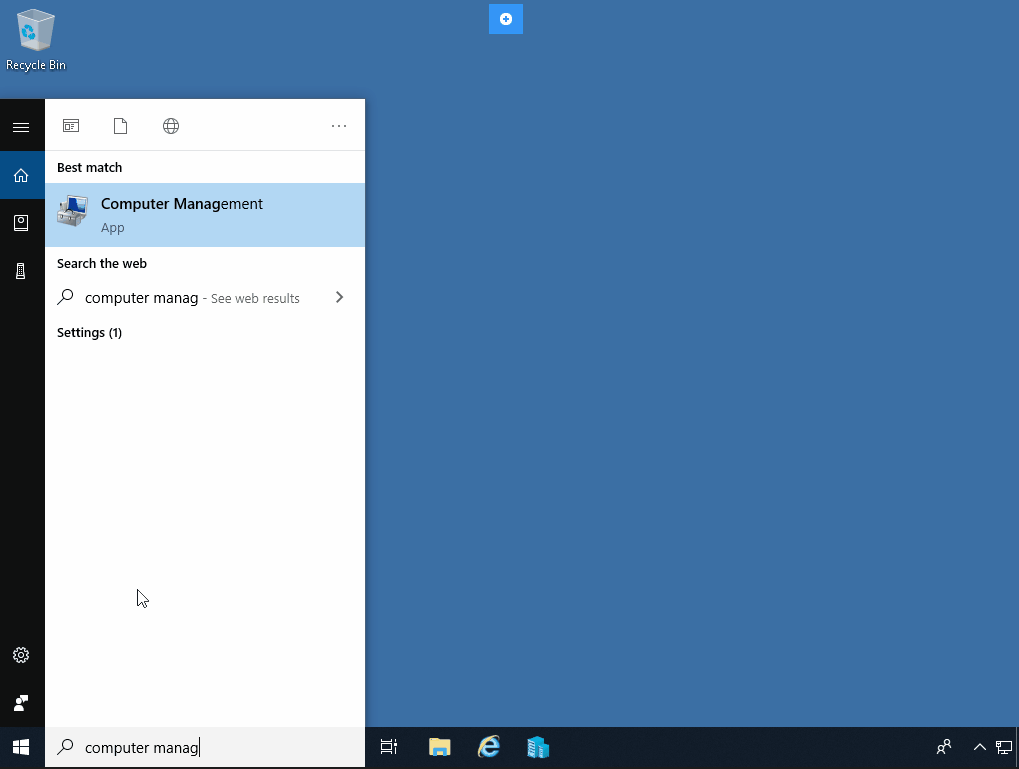 Recycle Bin
Best match
Computer Management
App
Search the web
computer manag - See web results
Settings (1)
computer manag